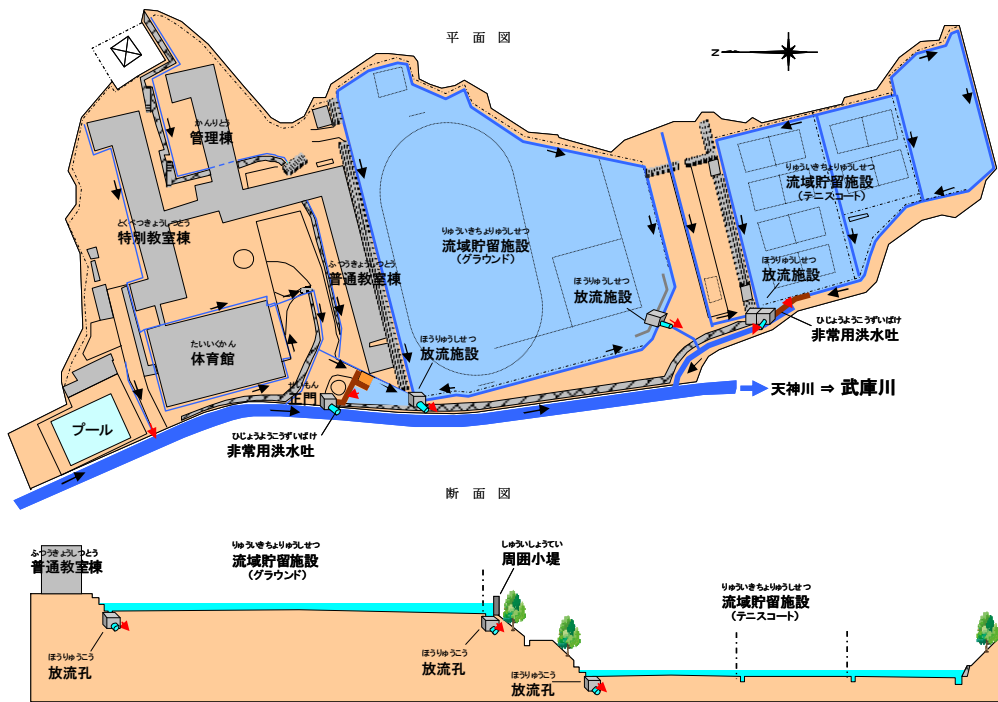 平面図
Z
かんりとう
管理棟
とくべつきょうしつとう
特別教室棟
りゅういきちょりゅうしせつ
流域貯留施設
(テニスコート)
りゅういきちょりゅうしせつ
流域貯留施設
(グラウンド)
ふつうきょうしつとう
普通教室棟
ほうりゅうしせつ
放流施設
ほうりゅうしせつ
放流施設
ひじょうようこうずいばけ
非常用洪水吐
たいいくかん
体育館
ほうりゅうしせつ
放流施設
せいもん
正門
天神川 ⇒ 武庫川
プール
ひじょうようこうずいばけ
非常用洪水吐
断面図
ふつうきょうしつとう
普通教室棟
りゅういきちょりゅうしせつ
流域貯留施設
(グラウンド)
しゅういしょうてい
周囲小堤
りゅういきちょりゅうしせつ
流域貯留施設
(テニスコート)
ほうりゅうこう
放流孔
ほうりゅうこう
放流孔
ほうりゅうこう
放流孔